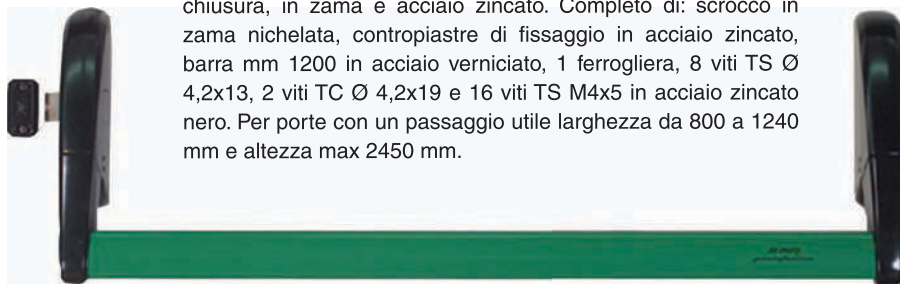 chiusura, in zama e acciaio zincato. Completo di: scrocco in
zama nichelata, contropiastre di fissaggio in acciaio zincato,
barra mm 1200 in acciaio verniciato, 1 ferrogliera, 8 viti TS Ø
4,2x13, 2 viti TC Ø 4,2x19 e 16 viti TS M4x5 in acciaio zincato
nero. Per porte con un passaggio utile larghezza da 800 a 1240
mm e altezza max 2450 mm.